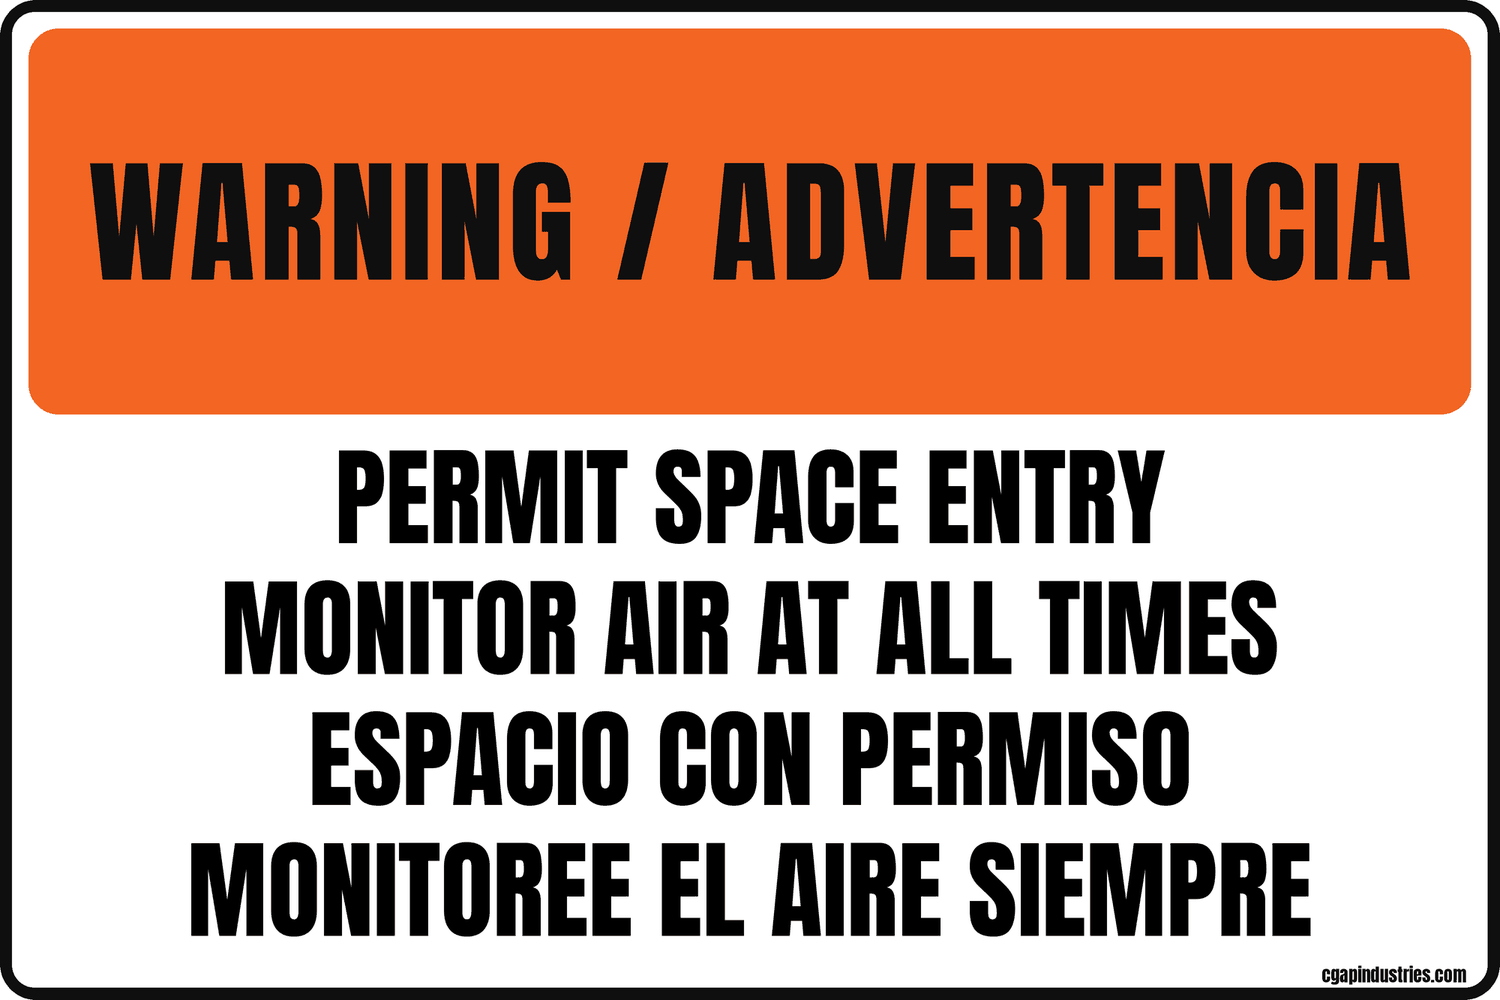 WARNING / ADVERTENCIA
PERMIT SPACE ENTRY
MONITOR AIR AT ALL TIMES
ESPACIO CON PERMISO
MONITOREE EL AIRE SIEMPRE
cgapindustries.com